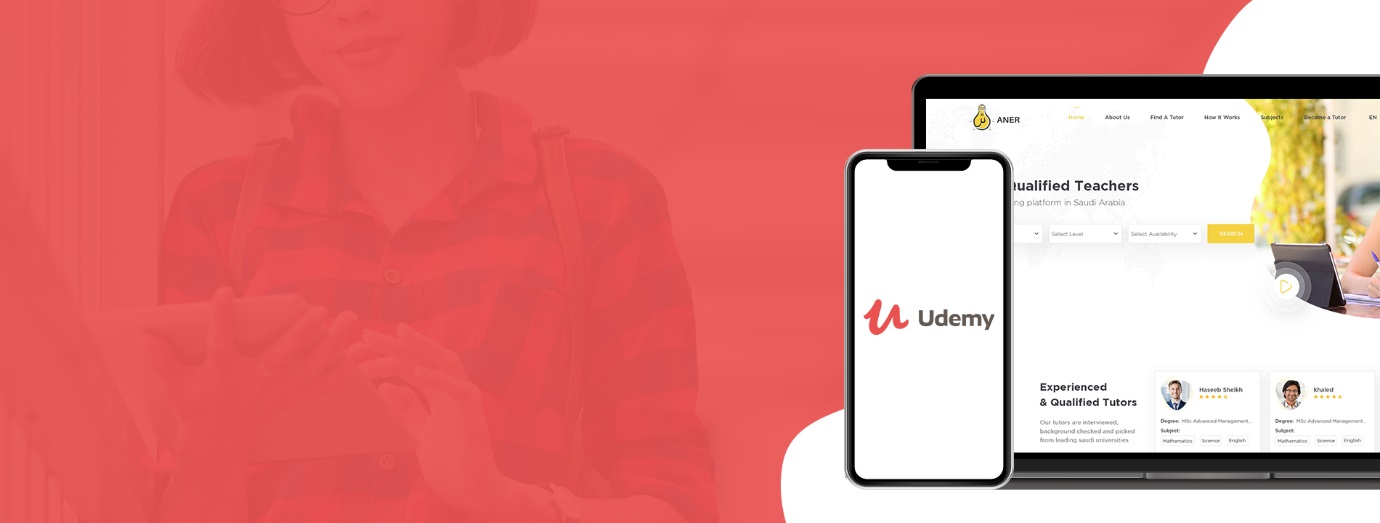 ANER
Home About Us Find A Tutor How It Works Subjects Become a Tutor EN
Qualified Teachers
platform in Saudi Arabia
Select Level Select Availability SEARCH
Udemy
Experienced
& Qualified Tutors
Our tutors are interviewed,
background checked and picked
from leading saudi universities
Haseeb Sheikh
Degree: MSc Advanced Management...
Subject:
Mathematics Science English
khaled
Degree: MSc Advanced Management...
Subject:
Mathematics Science English